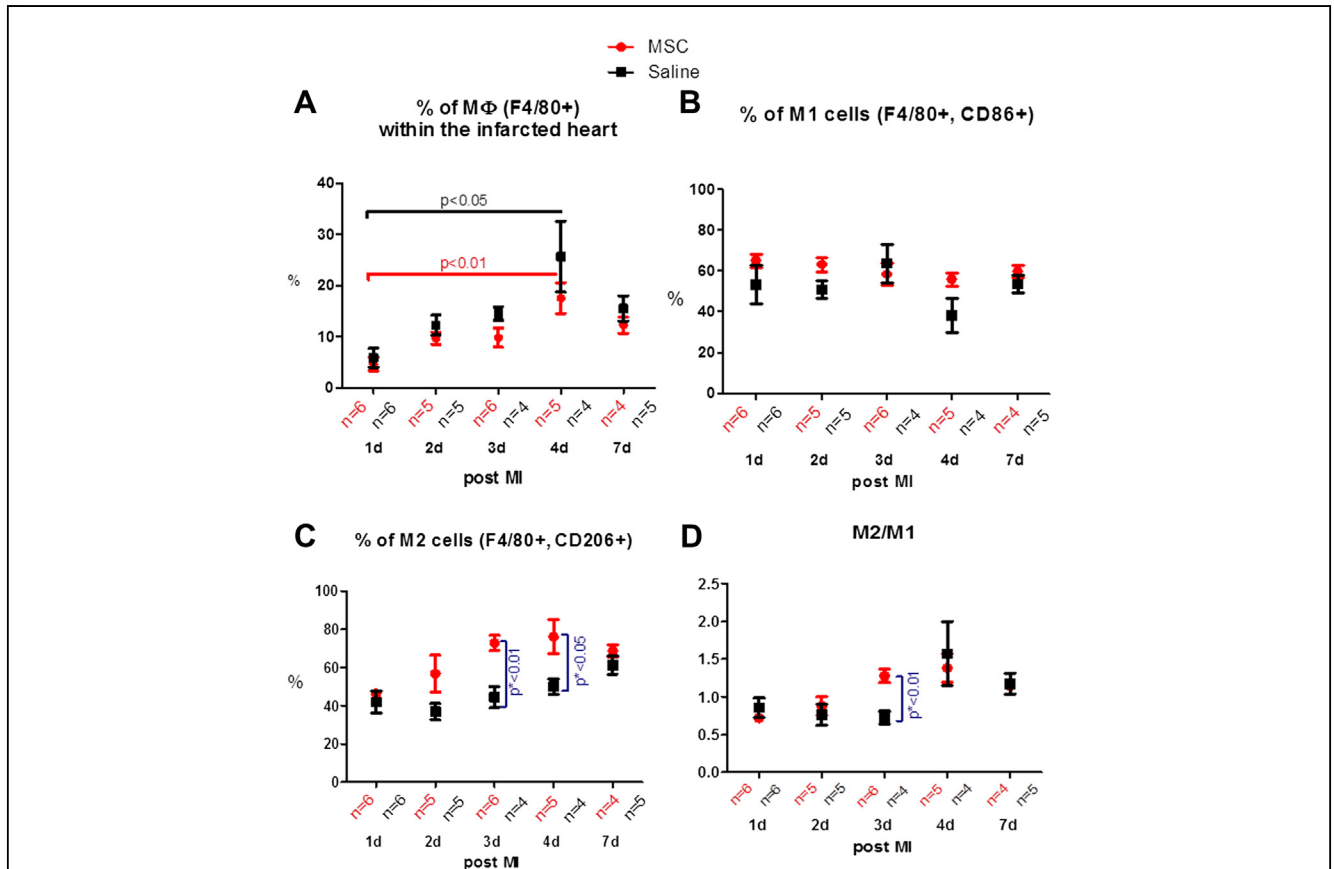 MSC
Saline
A
% of MΦ (F4/80+)
within the infarcted heart
40
30
20
10
0
%
p<0.05
p<0.01
n=6 n=6 n=5 n=5 n=6 n=4 n=5 n=4 n=4 n=5
1d 2d 3d 4d 7d
post MI
B
% of M1 cells (F4/80+, CD86+)
100
80
60
40
20
0
%
n=6 n=6 n=5 n=5 n=6 n=4 n=5 n=4 n=4 n=5
1d 2d 3d 4d 7d
post MI
C
% of M2 cells (F4/80+, CD206+)
100
80
60
40
20
0
%
p*<0.01
p*<0.05
n=6 n=6 n=5 n=5 n=6 n=4 n=5 n=4 n=4 n=5
1d 2d 3d 4d 7d
post MI
D
M2/M1
2.5
2.0
1.5
1.0
0.5
0.0
p*<0.01
n=6 n=6 n=5 n=5 n=6 n=4 n=5 n=4 n=4 n=5
1d 2d 3d 4d 7d
post MI